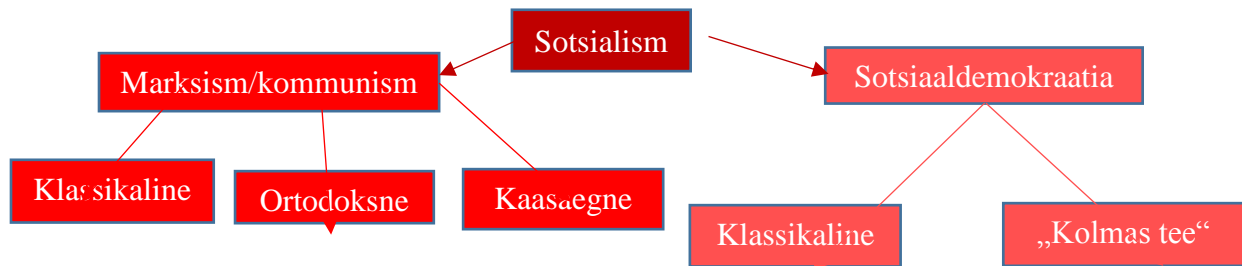 Sotsialism
Marksism/kommunism
Sotsiaaldemokraatia
Klassikaline
Ortodoksne
Kaasaegne
Klassikaline
„Kolmas tee“